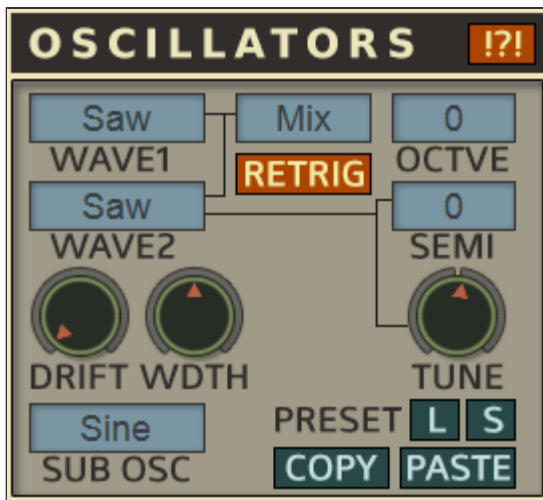 OSCILLATORS !?!
Saw Mix 0
WAVE1 RETRIG OCTVE
Saw 0
WAVE2 SEMI
DRIFT WDTH TUNE
Sine PRESET L S
SUB OSC COPY PASTE